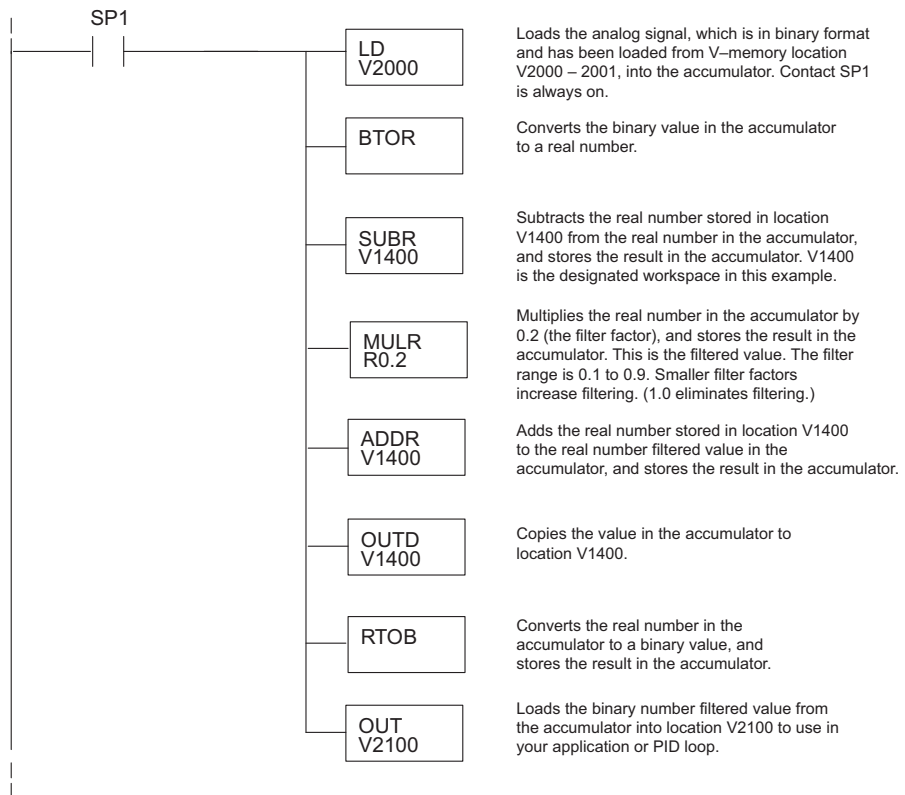 SP1
LD
V2000
Loads the analog signal, which is in binary format
and has been loaded from V–memory location
V2000 – 2001, into the accumulator. Contact SP1
is always on.
BTOR
Converts the binary value in the accumulator
to a real number.
SUBR
V1400
Subtracts the real number stored in location
V1400 from the real number in the accumulator,
and stores the result in the accumulator. V1400
is the designated workspace in this example.
MULR
R0.2
Multiplies the real number in the accumulator by
0.2 (the filter factor), and stores the result in the
accumulator. This is the filtered value. The filter
range is 0.1 to 0.9. Smaller filter factors
increase filtering. (1.0 eliminates filtering.)
ADDR
V1400
Adds the real number stored in location V1400
to the real number filtered value in the
accumulator, and stores the result in the accumulator.
OUTD
V1400
Copies the value in the accumulator to
location V1400.
RTOB
Converts the real number in the
accumulator to a binary value, and
stores the result in the accumulator.
OUT
V2100
Loads the binary number filtered value from
the accumulator into location V2100 to use in
your application or PID loop.